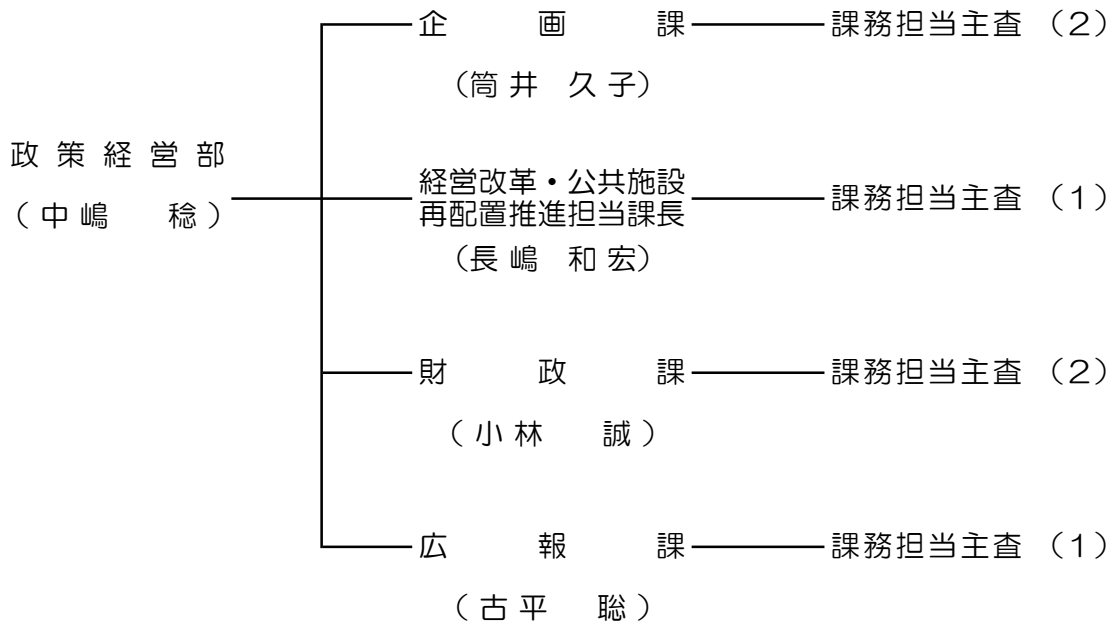 企画課 課務担当主査（2）
（筒井 久子）
政策経営部
（中嶋 稔）
経営改革・公共施設
再配置推進担当課長
課務担当主査（1）
（長嶋 和宏）
財政課 課務担当主査（2）
（小林 誠）
広報課 課務担当主査（1）
（古平 聡）